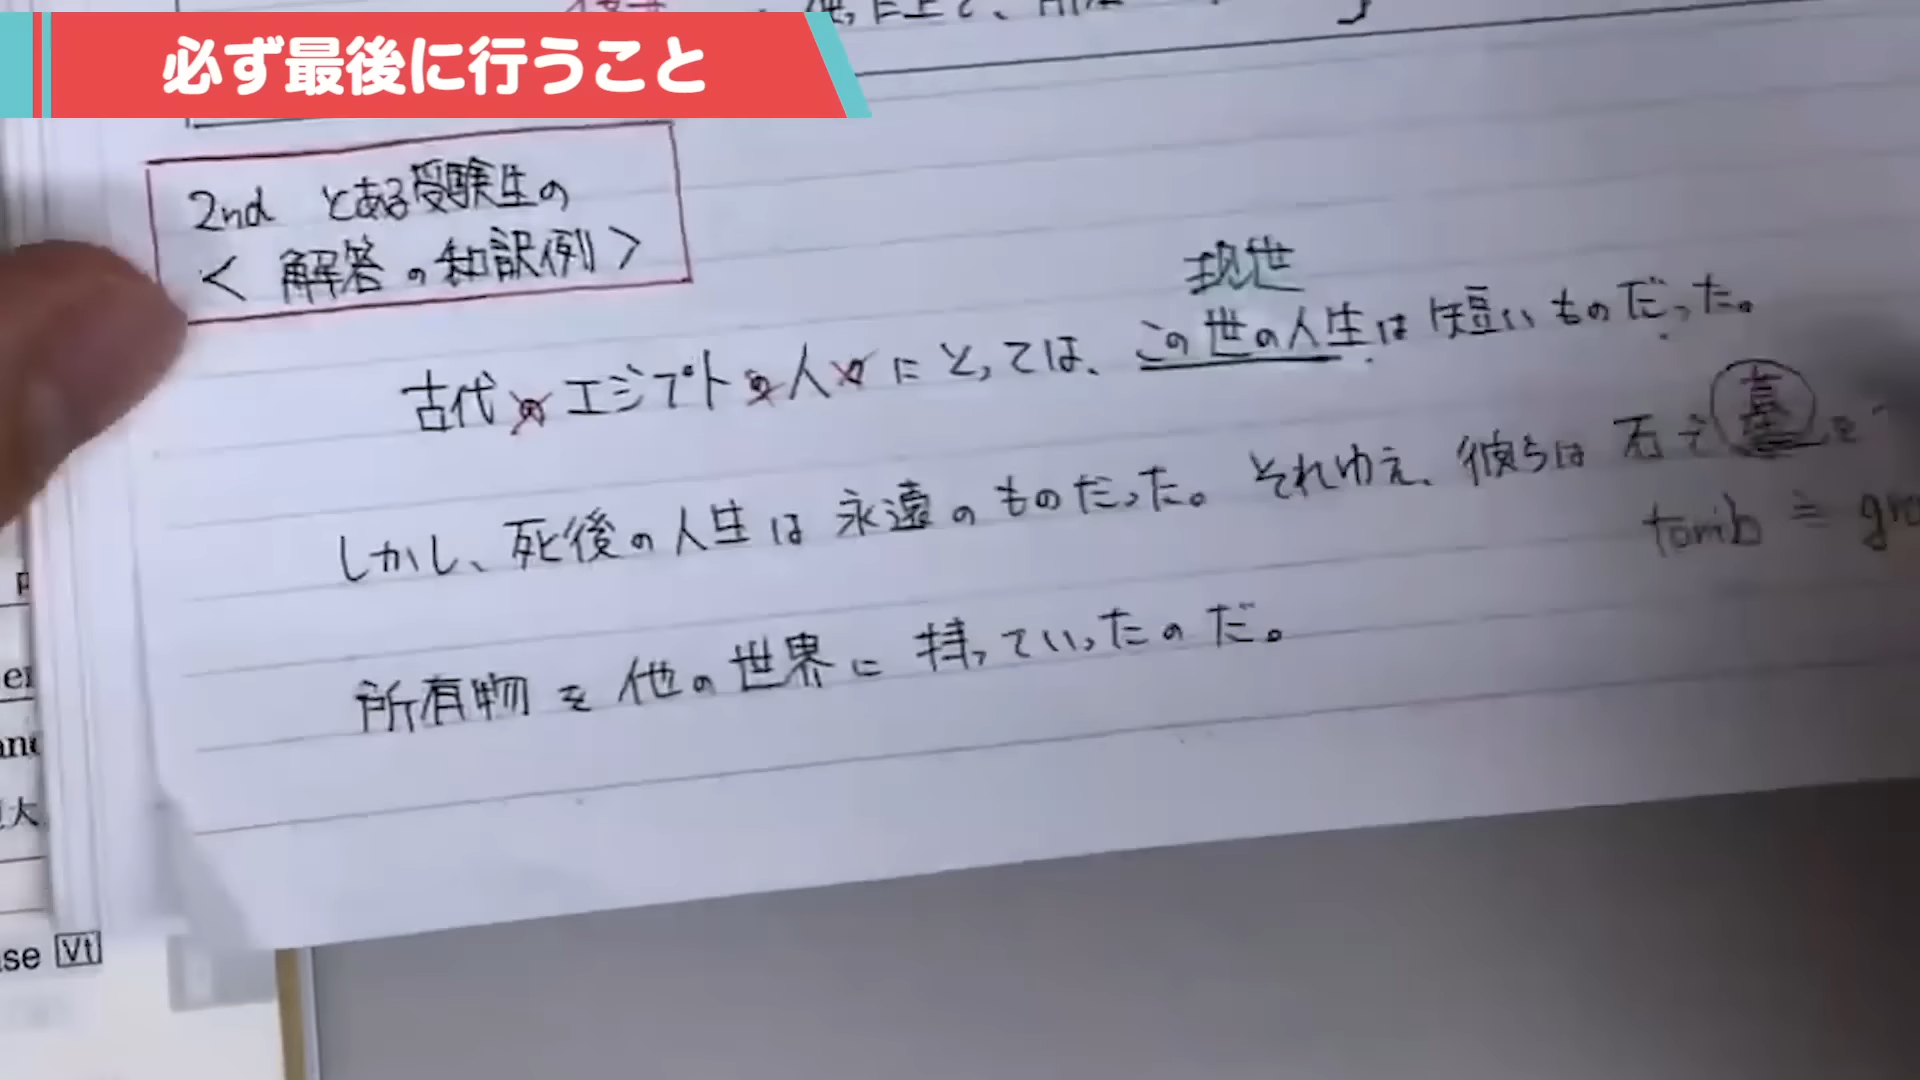 必ず最後に行うこと
2nd とある受験生の
<解答の和訳例>
現世
古代のエジプトの人々にとっては、この世の人生は短いものだった。
しかし、死後の人生は永遠のものだった。それゆえ、彼らは石で墓を
tomb ≒
所有物を他の世界に持っていったのだ。
se Vt